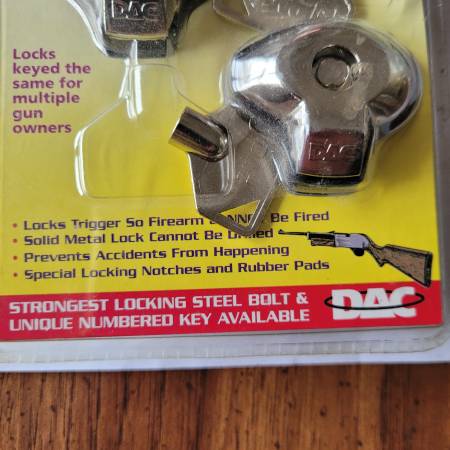 DAC
Locks
keyed the
same for
multiple
gun
owners
DAC
• Locks Trigger So Firearm CANNOT Be Fired
• Solid Metal Lock Cannot Be Drilled
• Prevents Accidents From Happening
• Special Locking Notches and Rubber Pads
STRONGEST LOCKING STEEL BOLT &
UNIQUE NUMBERED KEY AVAILABLE
DAC